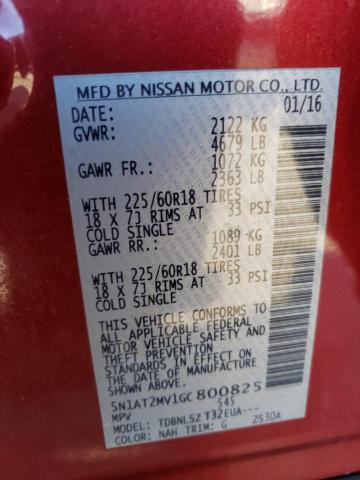 MFD BY NISSAN MOTOR CO., LTD.
DATE: 01/16
GVWR: 2122 KG
4679 LB
GAWR FR: 1072 KG
2363 LB
WITH 225/60R18 TIRES
18 X 7J RIMS AT 33 PSI
COLD SINGLE
GAWR RR: 1089 KG
2401 LB
WITH 225/60R18 TIRES
18 X 7J RIMS AT 33 PSI
COLD SINGLE
THIS VEHICLE CONFORMS TO
ALL APPLICABLE FEDERAL
MOTOR VEHICLE SAFETY AND
THEFT PREVENTION
STANDARDS IN EFFECT ON
THE DATE OF MANUFACTURE
SHOWN ABOVE.
5N1AT2MV1GC800825
MPV 545
MODEL: TDBNLSZ T32EUA---
COLOR: NAH TRIM: G ZS30A